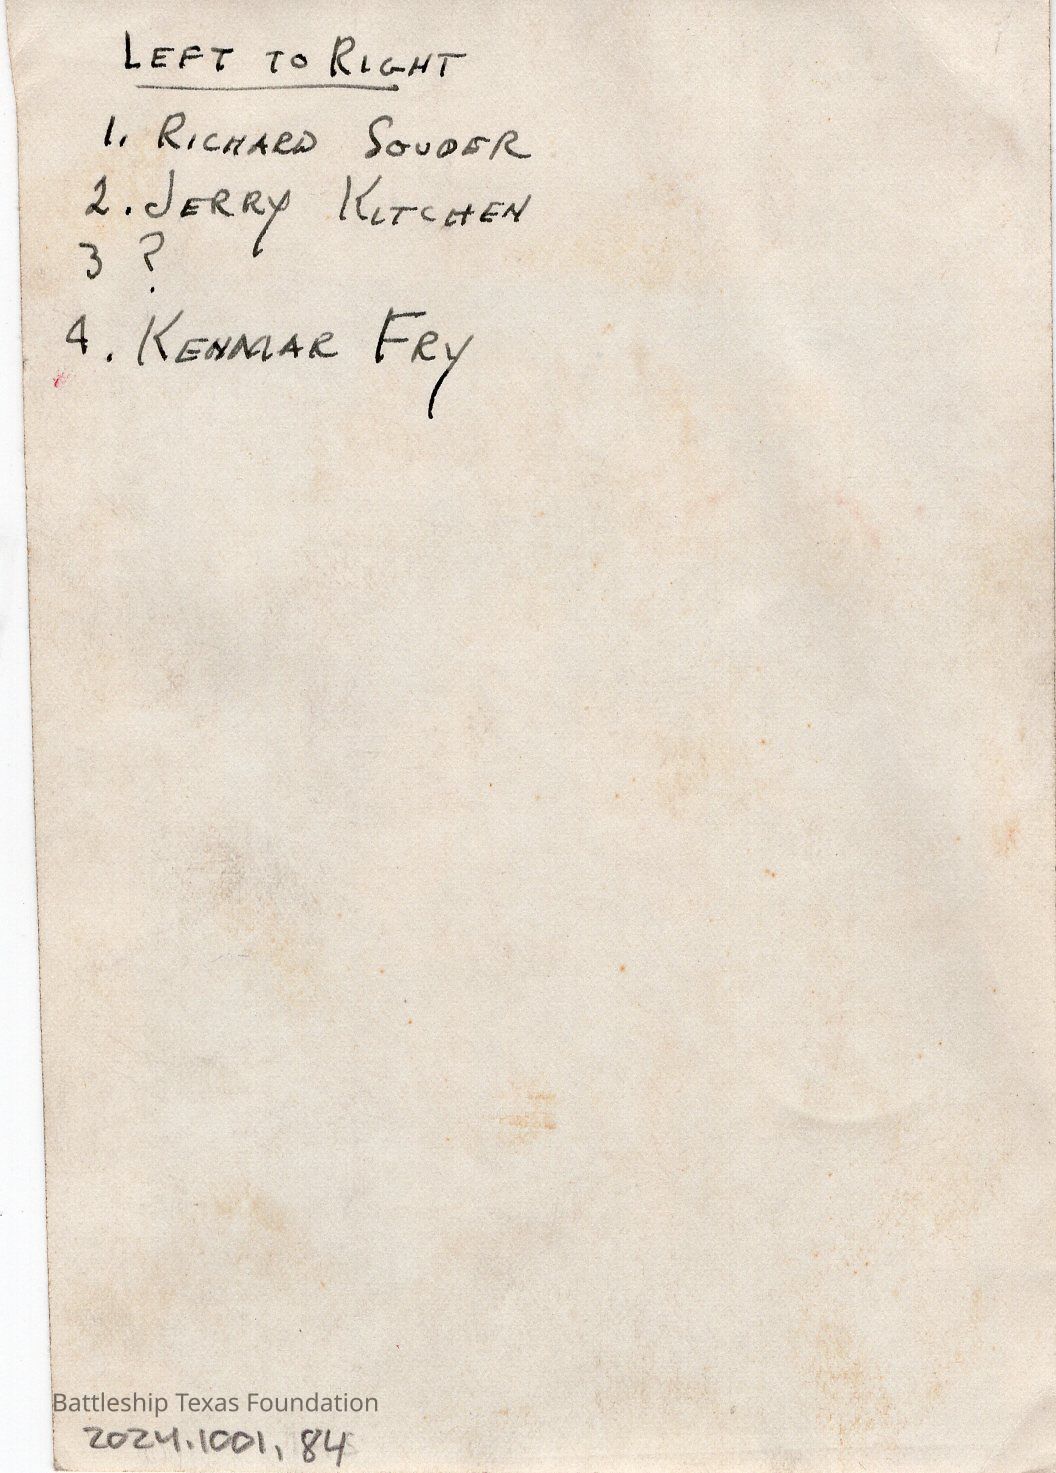 LEFT TO RIGHT
1. RICHARD SOUDER
2. JERRY KITCHEN
3 ?
4. KENMAR FRY
Battleship Texas Foundation
2024.1001.84